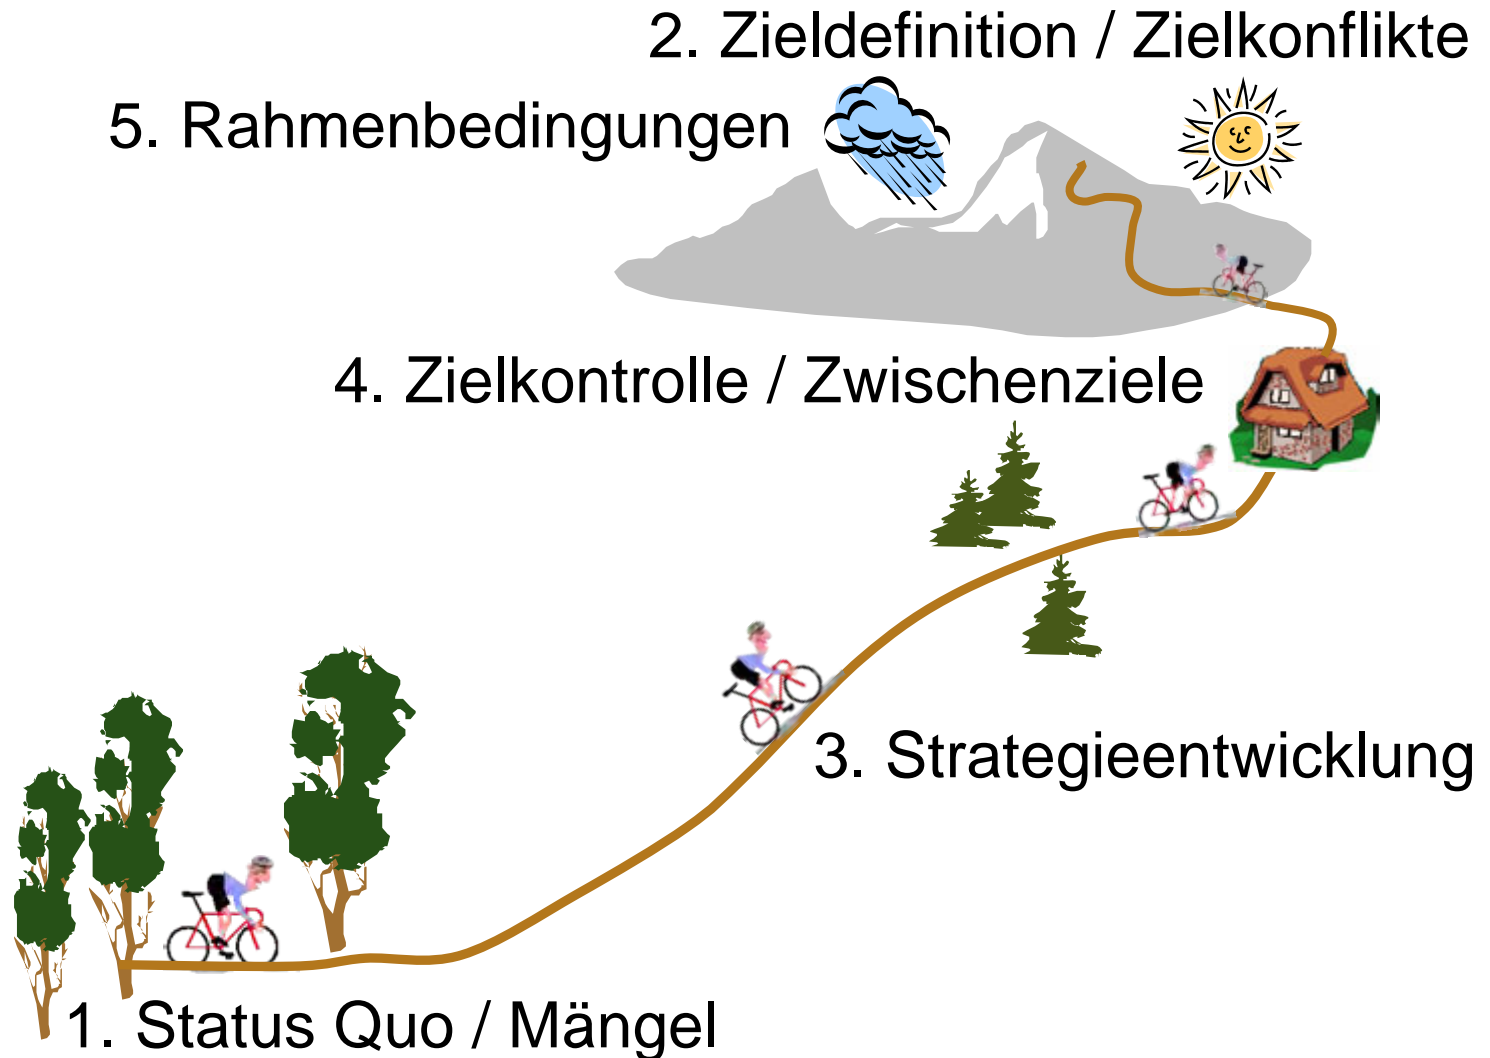 2. Zieldefinition / Zielkonflikte
5. Rahmenbedingungen
4. Zielkontrolle / Zwischenziele
3. Strategieentwicklung
1. Status Quo / Mängel